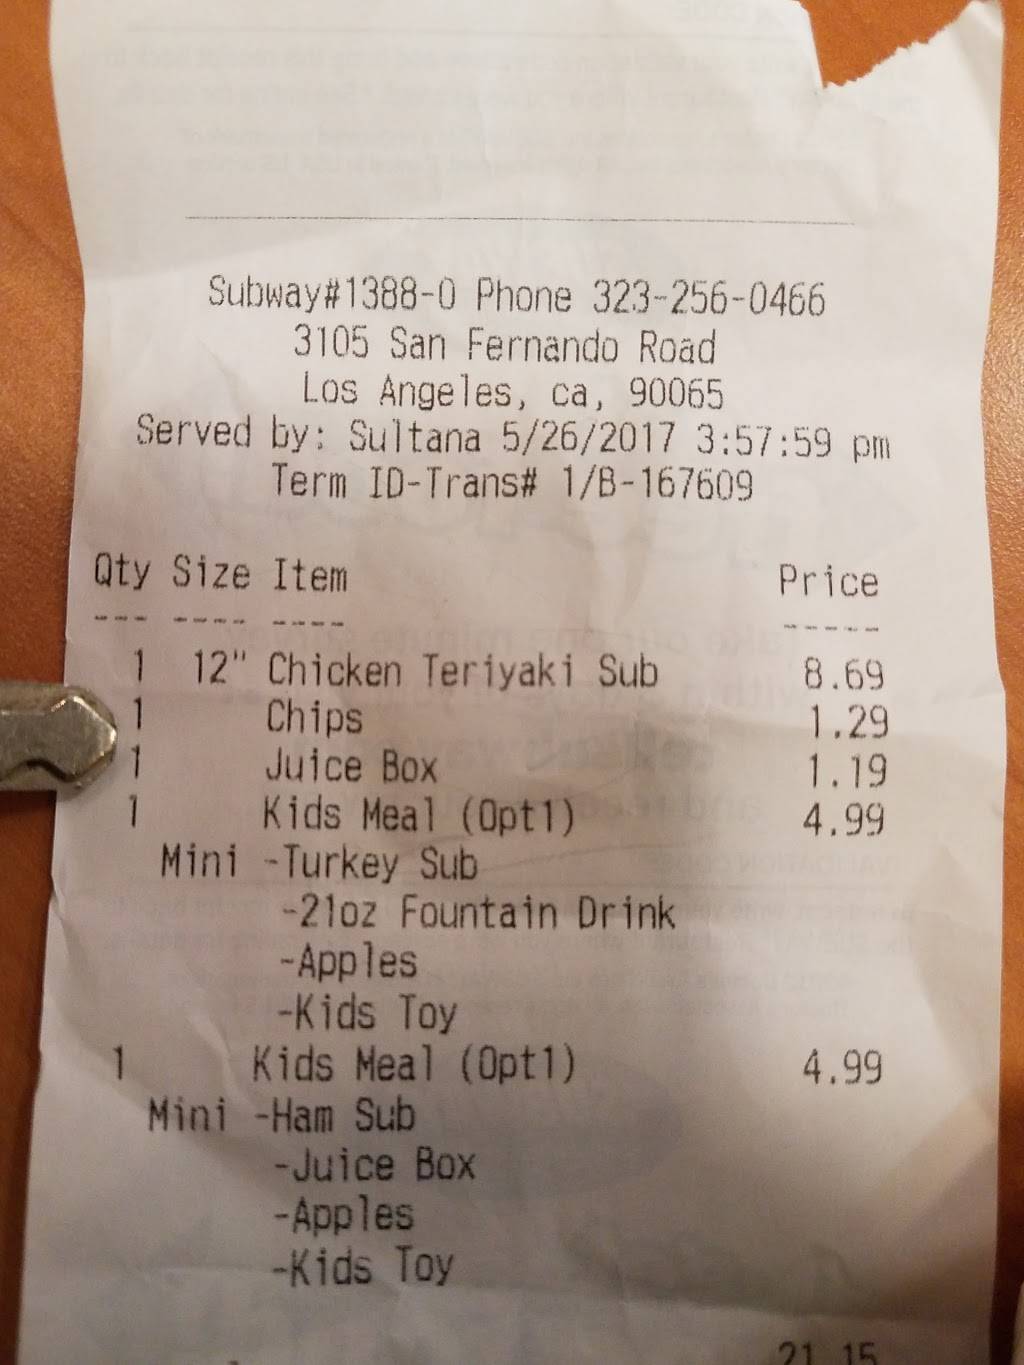 Subway#1388-0 Phone 323-256-0466
3105 San Fernando Road
Los Angeles, ca, 90065
Served by: Sultana 5/26/2017 3:57:59 pm
Term ID-Trans# 1/B-167609
Qty Size Item Price
--- ---- ---- -----
1 12" Chicken Teriyaki Sub 8.69
1 Chips 1.29
1 Juice Box 1.19
1 Kids Meal (Opt1) 4.99
Mini -Turkey Sub
-21oz Fountain Drink
-Apples
-Kids Toy
1 Kids Meal (Opt1) 4.99
Mini -Ham Sub
-Juice Box
-Apples
-Kids Toy
21.15